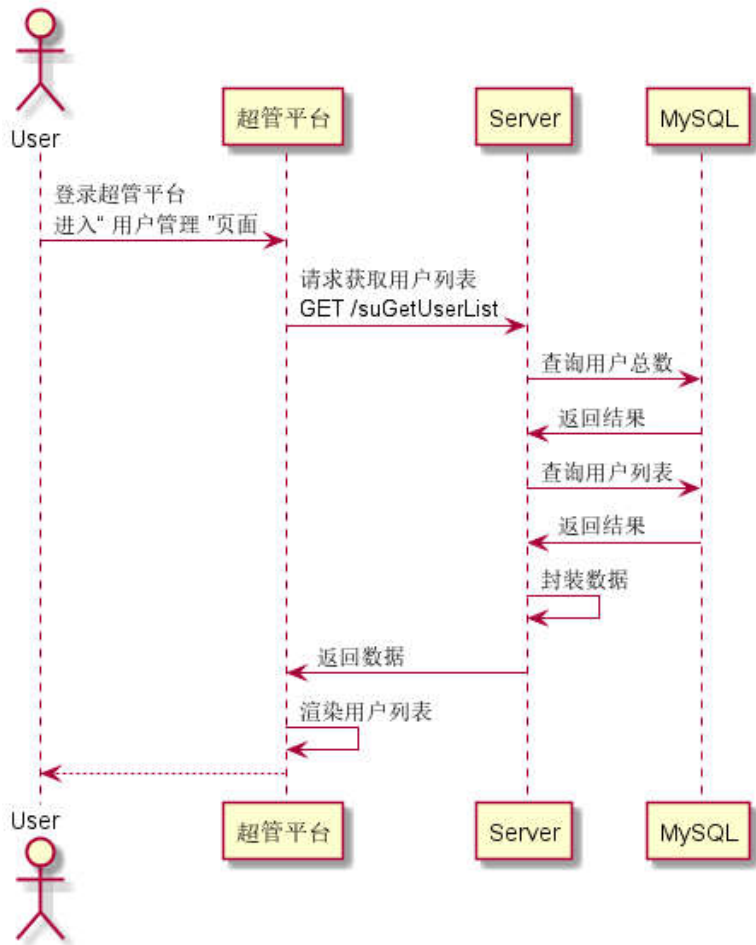 User
超管平台
Server
MySQL
登录超管平台
进入“ 用户管理 ”页面
请求获取用户列表
GET /suGetUserList
查询用户总数
返回结果
查询用户列表
返回结果
封装数据
返回数据
渲染用户列表
User
超管平台
Server
MySQL